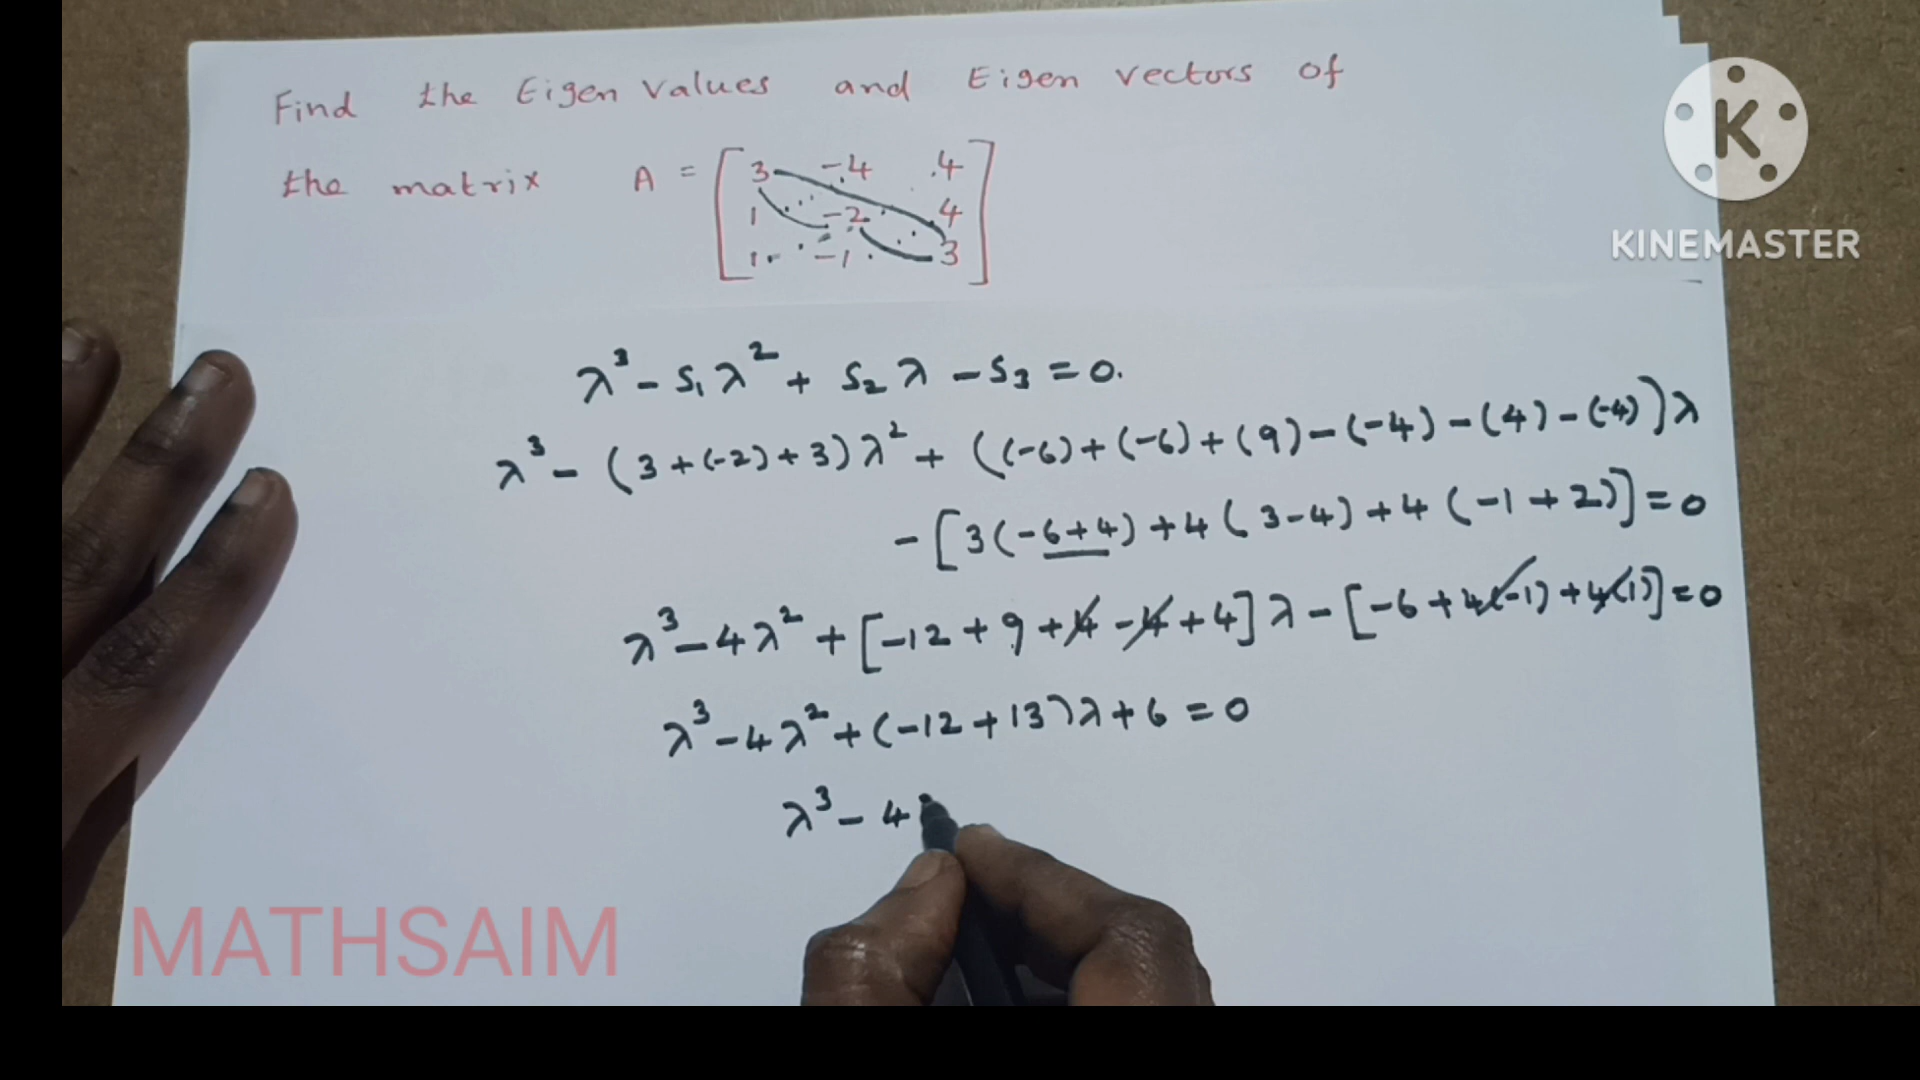 Find the Eigen values and Eigen vectors of
K
the matrix A = [3 -4 4
1 -2 4
1 -1 3]
KINEMASTER
λ³ - S₁λ² + S₂λ - S₃ = 0.
λ³ - (3+(-2)+3)λ² + ((-6)+(-6)+(9)-(-4)-(4)-(-4))λ
-[3(-6+4)+4(3-4)+4(-1+2)]=0
λ³ - 4λ² + [-12+9+4-4+4]λ - [-6+4(-1)+4(1)]=0
λ³ - 4λ² + (-12+13)λ + 6 = 0
λ³ - 4
MATHSAIM